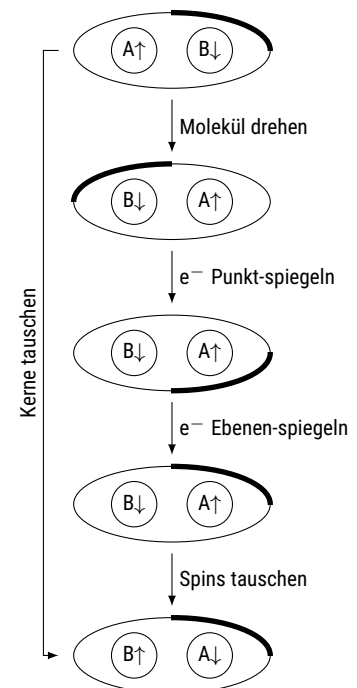 A↑ B↓
Molekül drehen
B↓ A↑
e⁻ Punkt-spiegeln
Kerne tauschen
B↓ A↑
e⁻ Ebenen-spiegeln
B↓ A↑
Spins tauschen
B↑ A↓